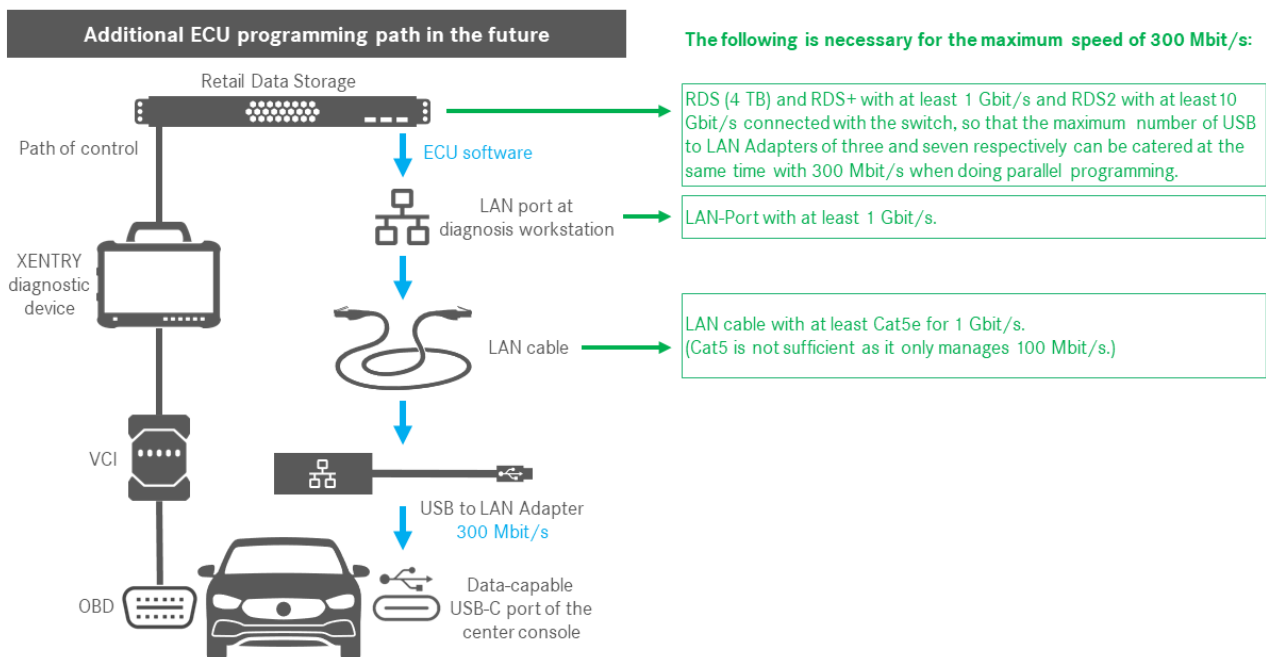 Additional ECU programming path in the future
The following is necessary for the maximum speed of 300 Mbit/s:
Retail Data Storage
RDS (4 TB) and RDS+ with at least 1 Gbit/s and RDS2 with at least 10
Gbit/s connected with the switch, so that the maximum number of USB
to LAN Adapters of three and seven respectively can be catered at the
same time with 300 Mbit/s when doing parallel programming.
Path of control
ECU software
LAN port at
diagnosis workstation
LAN-Port with at least 1 Gbit/s.
XENTRY
diagnostic
device
LAN cable
LAN cable with at least Cat5e for 1 Gbit/s.
(Cat5 is not sufficient as it only manages 100 Mbit/s.)
VCI
USB to LAN Adapter
300 Mbit/s
OBD
Data-capable
USB-C port of the
center console